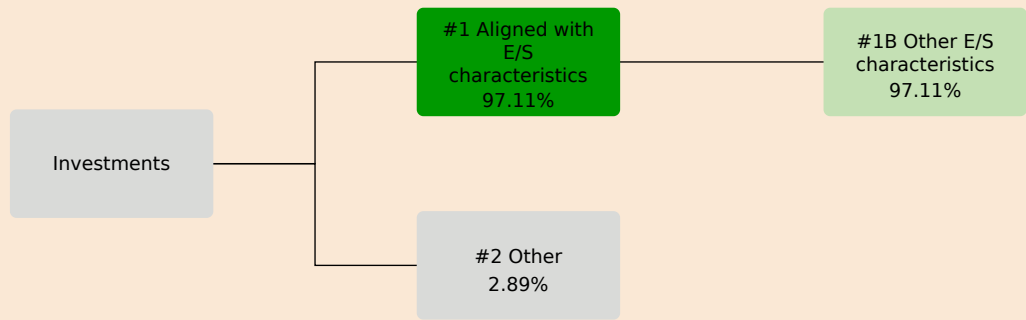 #1 Aligned with
E/S
characteristics
97.11%
#1B Other E/S
characteristics
97.11%
Investments
#2 Other
2.89%